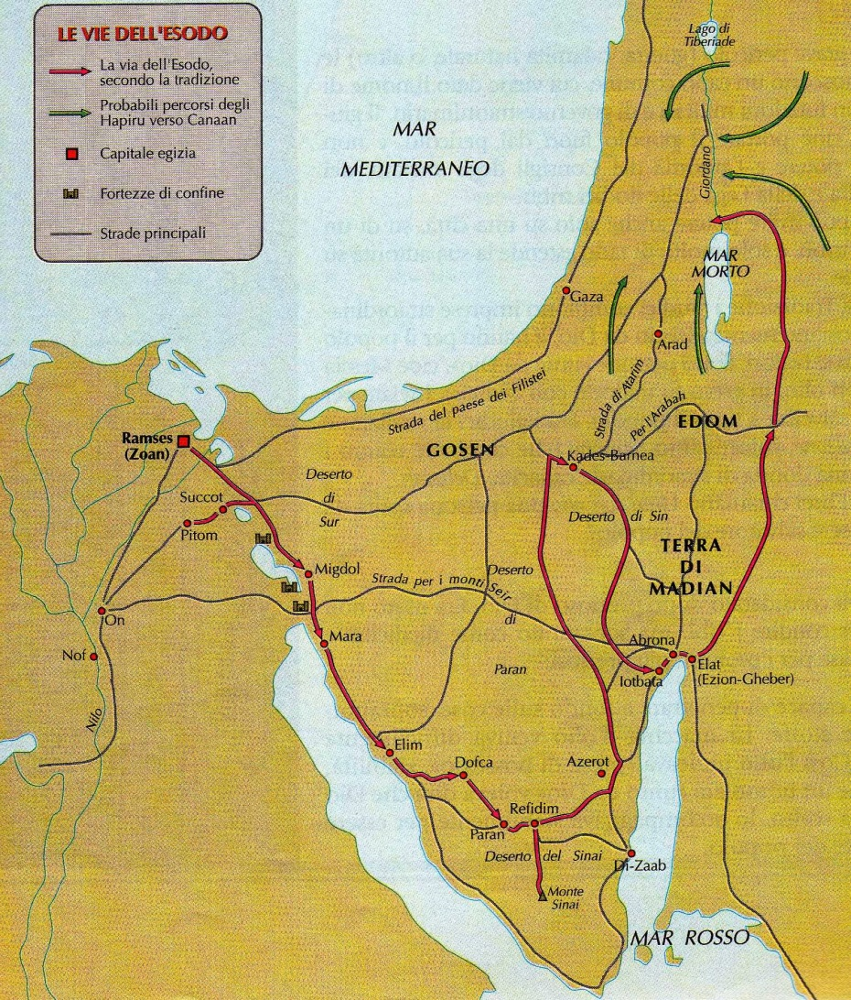 LE VIE DELL'ESODO
La via dell'Esodo,
secondo la tradizione
Probabili percorsi degli
Hapiru verso Canaan
Capitale egizia
Fortezze di confine
Strade principali
Lago di
Tiberiade
MAR
MEDITERRANEO
Giordano
MAR
MORTO
Gaza
Arad
Strada del paese dei Filistei
Strada di Atarim
Per l'Arabah
EDOM
Ramses
(Zoan)
GOSEN
Kades-Barnea
Deserto
di
Sur
Succot
Pitom
Deserto di Sin
TERRA
DI
MADIAN
Migdol
Strada per i monti Seir
Deserto
di
Paran
On
Nof
Nilo
Mara
Abrona
Iotbata
Elat
(Ezion-Gheber)
Elim
Dofca
Azerot
Refidim
Paran
Deserto del Sinai
Di-Zaab
Monte
Sinai
MAR ROSSO